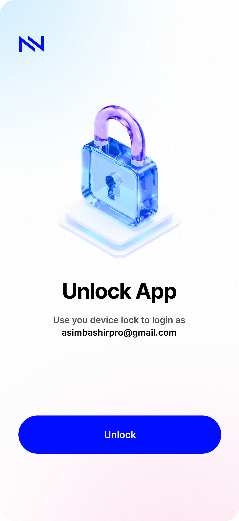 Unlock App
Use you device lock to login as
asimbashirpro@gmail.com
Unlock